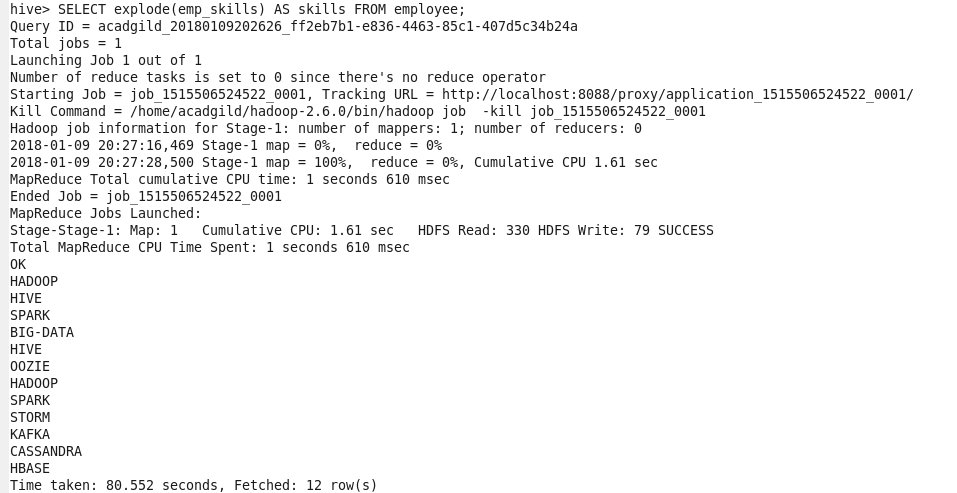 hive> SELECT explode(emp_skills) AS skills FROM employee;
Query ID = acadgild_20180109202626_ff2eb7b1-e836-4463-85c1-407d5c34b24a
Total jobs = 1
Launching Job 1 out of 1
Number of reduce tasks is set to 0 since there's no reduce operator
Starting Job = job_1515506524522_0001, Tracking URL = http://localhost:8088/proxy/application_1515506524522_0001/
Kill Command = /home/acadgild/hadoop-2.6.0/bin/hadoop job  -kill job_1515506524522_0001
Hadoop job information for Stage-1: number of mappers: 1; number of reducers: 0
2018-01-09 20:27:16,469 Stage-1 map = 0%,  reduce = 0%
2018-01-09 20:27:28,500 Stage-1 map = 100%,  reduce = 0%, Cumulative CPU 1.61 sec
MapReduce Total cumulative CPU time: 1 seconds 610 msec
Ended Job = job_1515506524522_0001
MapReduce Jobs Launched:
Stage-Stage-1: Map: 1   Cumulative CPU: 1.61 sec   HDFS Read: 330 HDFS Write: 79 SUCCESS
Total MapReduce CPU Time Spent: 1 seconds 610 msec
OK
HADOOP
HIVE
SPARK
BIG-DATA
HIVE
OOZIE
HADOOP
SPARK
STORM
KAFKA
CASSANDRA
HBASE
Time taken: 80.552 seconds, Fetched: 12 row(s)